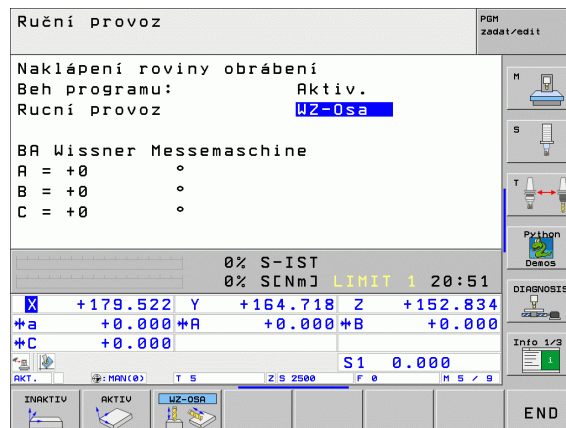 Ruční provoz
PGM
zadat/edit
Naklápení roviny obrábení
Beh programu: Aktiv.
Rucní provoz WZ-Osa
BA Wissner Messemaschine
A = +0 °
B = +0 °
C = +0 °
0% S-IST
0% S[Nm] LIMIT 1 20:51
X +179.522 Y +164.718 Z +152.834
a +0.000 A +0.000 B +0.000
C +0.000
S1 0.000
AKT. : MAN(0) T 5 Z S 2500 F 0 M 5 / 9
INAKTIV
AKTIV
WZ-OSA
END
M
S
T
Python
Demos
DIAGNOSIS
Info 1/3